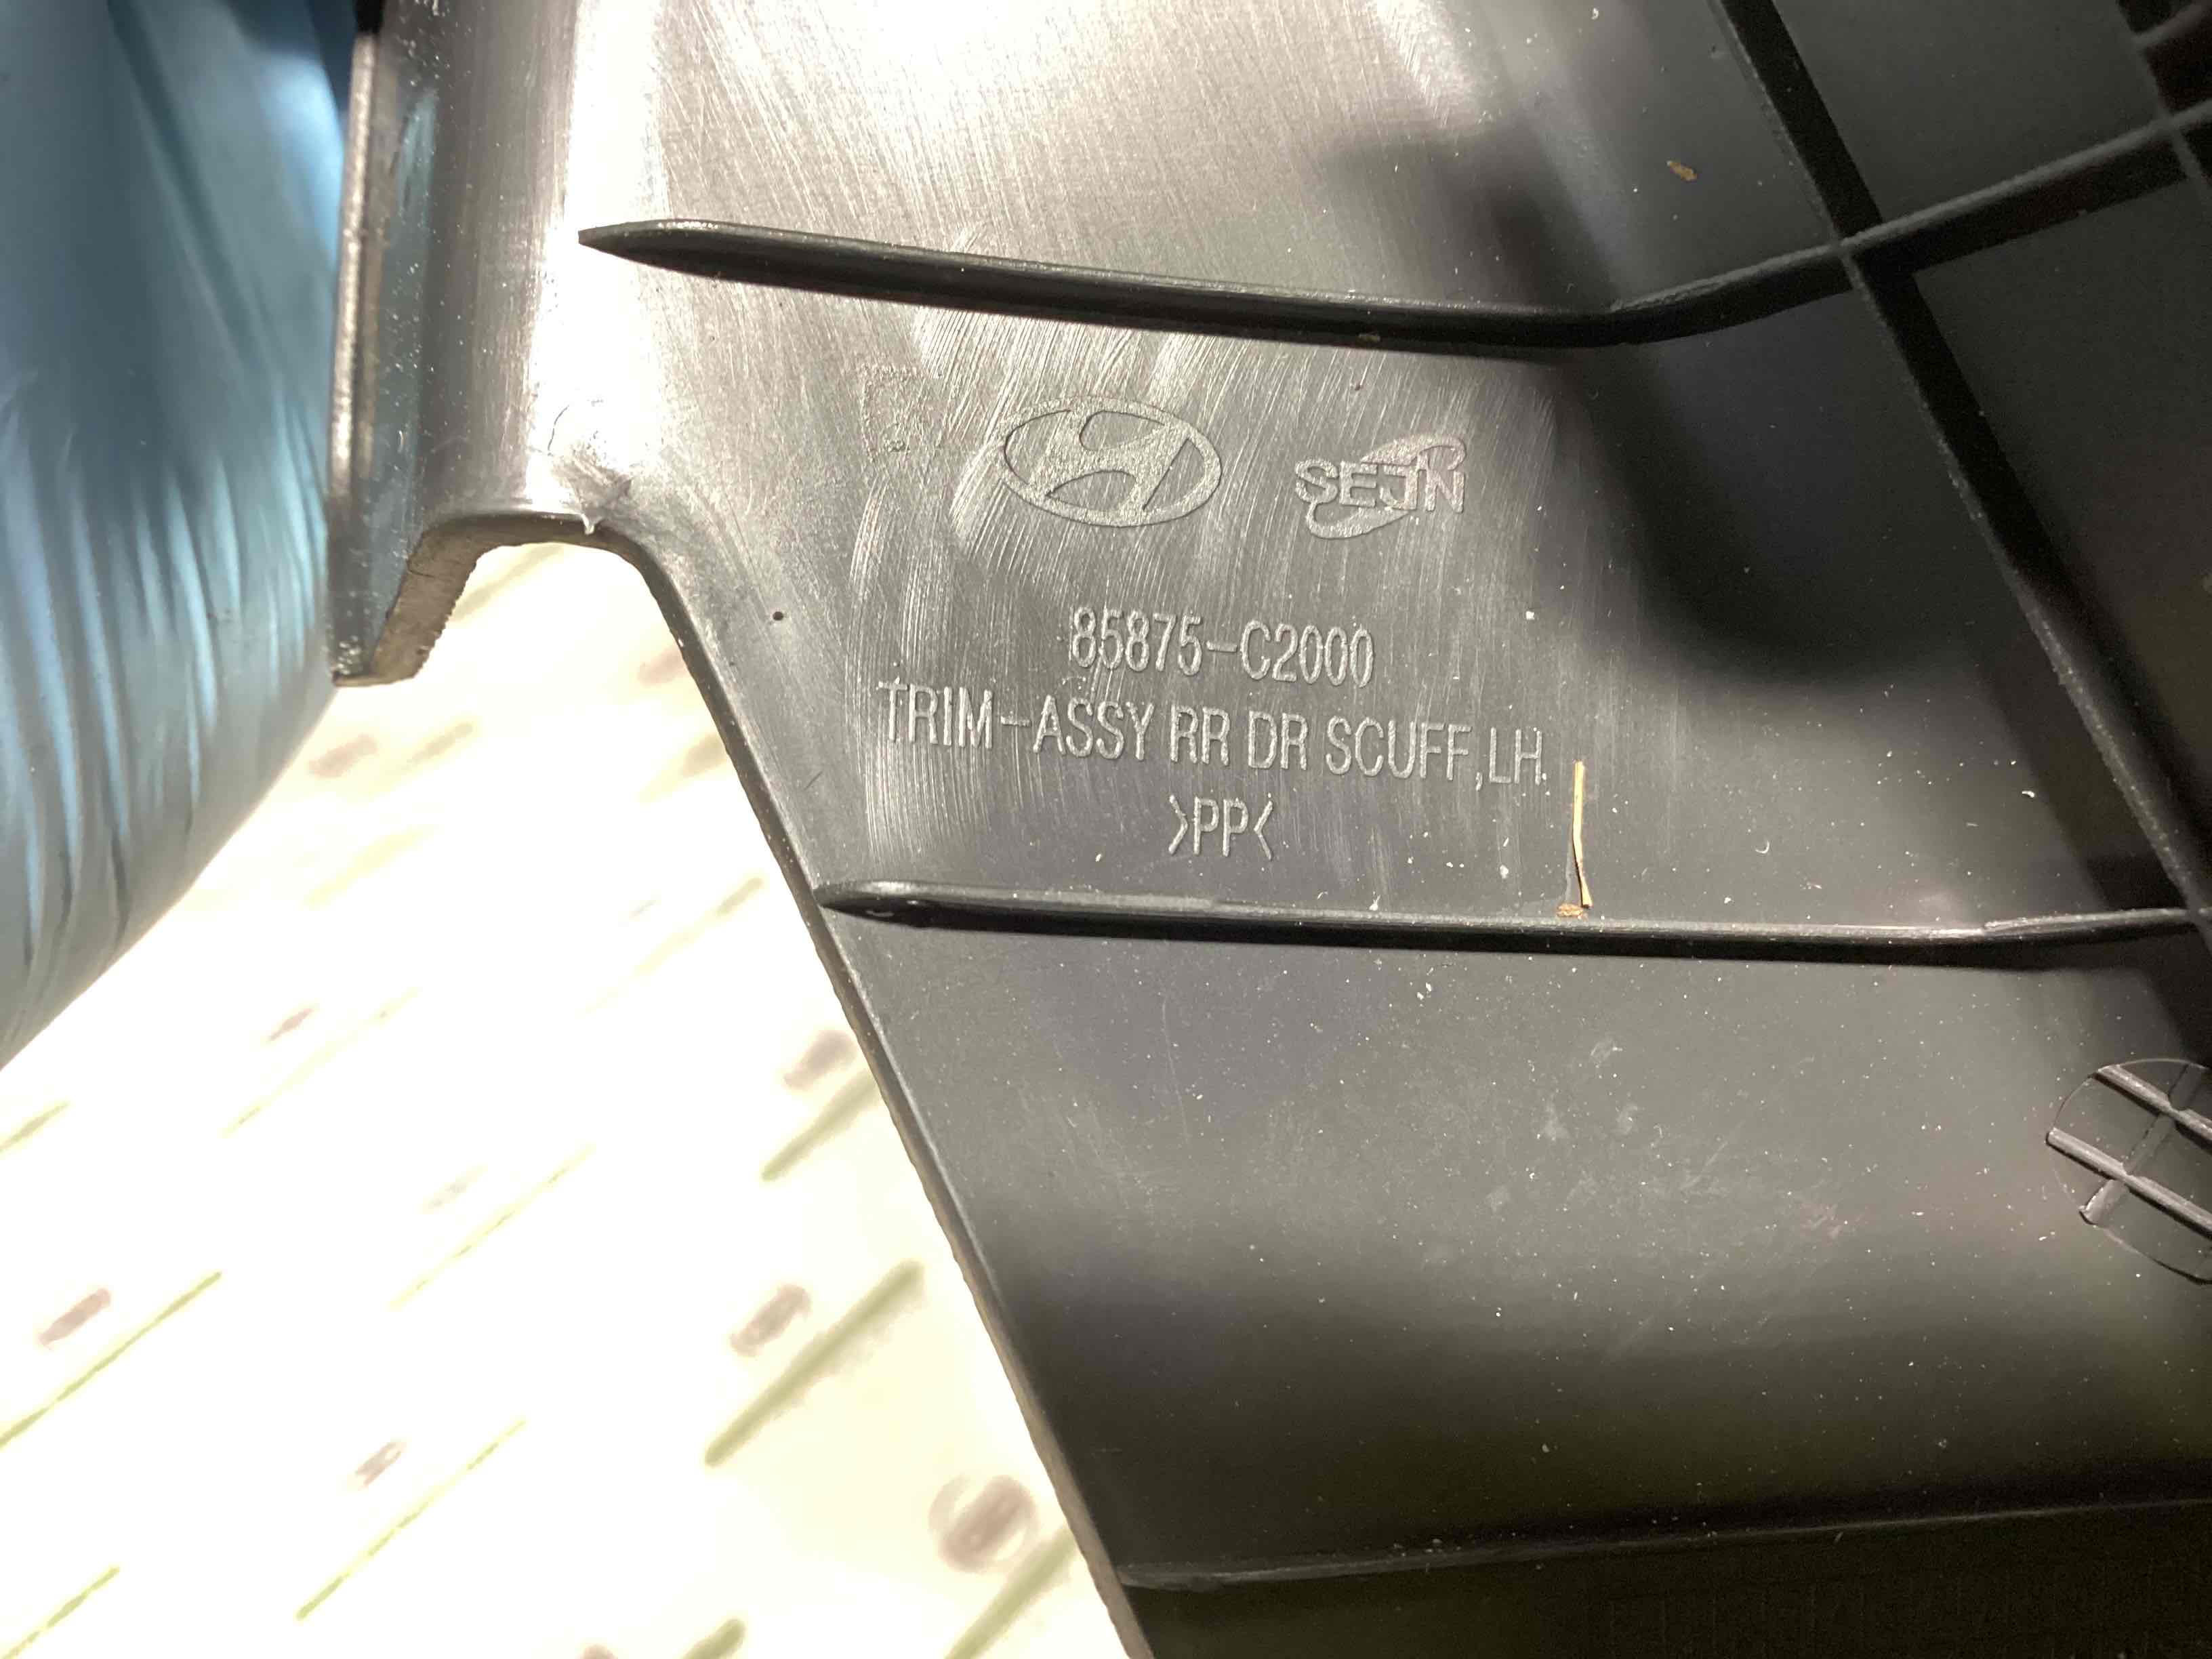 SEJIN
85875-C2000
TRIM-ASSY RR DR SCUFF,LH
>PP<